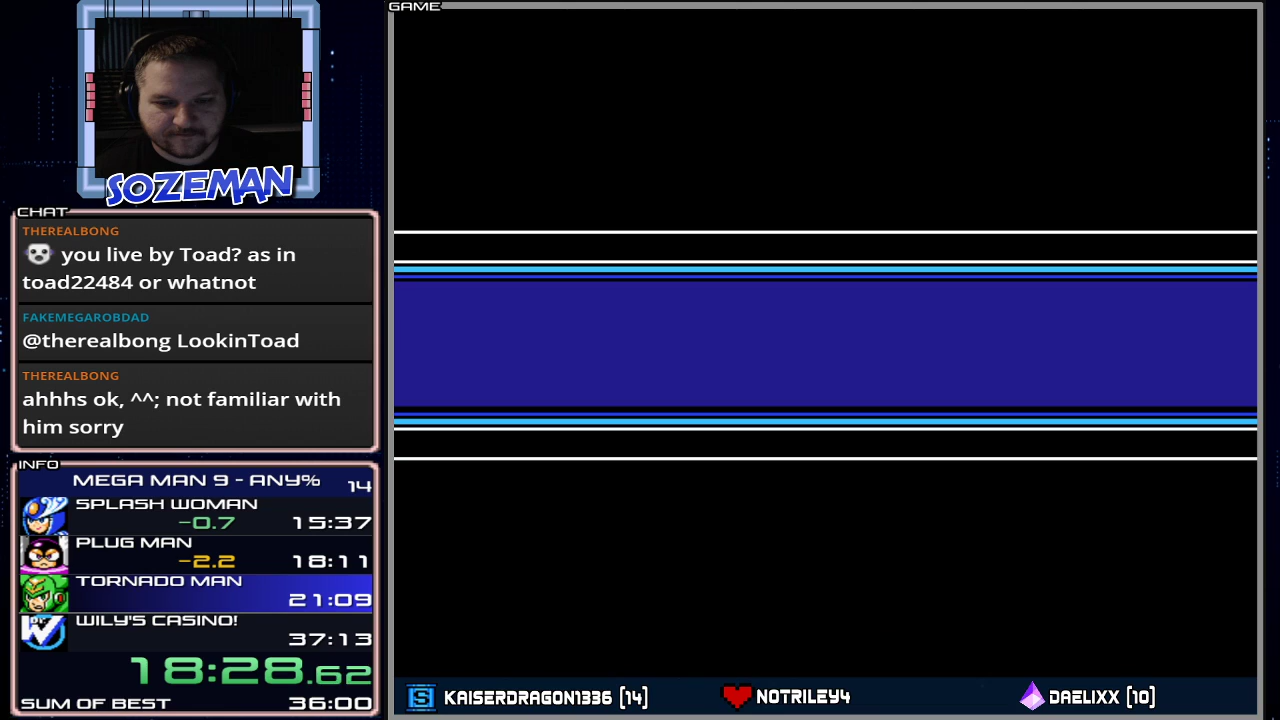 GAME
SOZEMAN
CHAT
THEREALBONG
you live by Toad? as in
toad22484 or whatnot
FAKEMEGAROBDAD
@therealbong LookinToad
THEREALBONG
ahhhs ok, ^^; not familiar with
him sorry
INFO
MEGA MAN 9 - ANY% 14
SPLASH WOMAN
-0.7 15:37
PLUG MAN
-2.2 18:11
TORNADO MAN
21:09
WILY'S CASINO!
37:13
18:28.62
SUM OF BEST 36:00
KAISERDRAGON1336 [14] NOTRILEY4 DAELIXX [10]